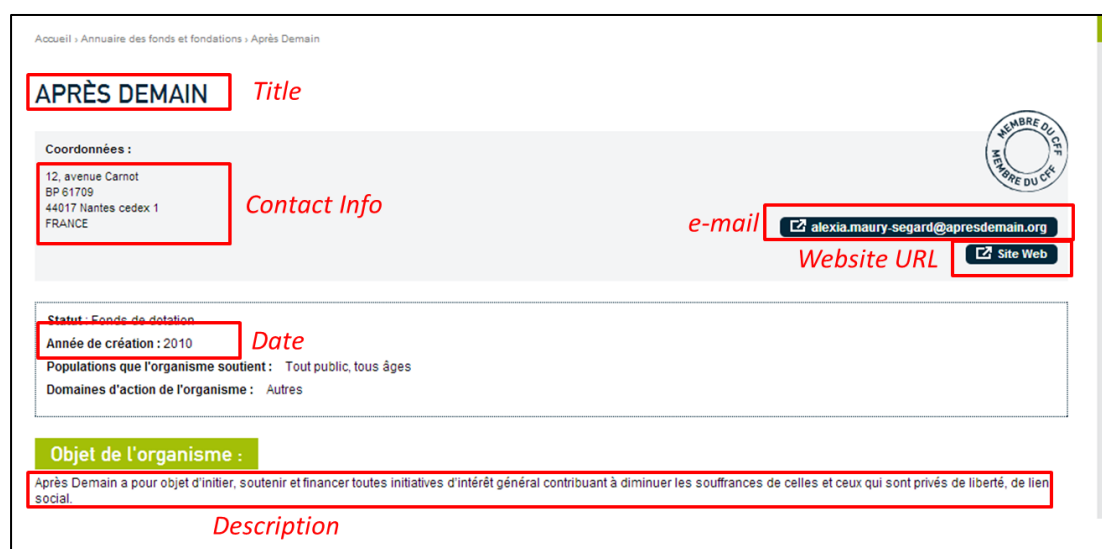 Accueil › Annuaire des fonds et fondations › Après Demain
APRÈS DEMAIN
Title
MEMBRE DU CFF
MEMBRE DU CFF
Coordonnées :
12, avenue Carnot
BP 61709
44017 Nantes cedex 1
FRANCE
Contact Info
e-mail
alexia.maury-segard@apresdemain.org
Website URL
Site Web
Statut : Fonds de dotation
Année de création : 2010
Date
Populations que l'organisme soutient : Tout public, tous âges
Domaines d'action de l'organisme : Autres
Objet de l'organisme :
Après Demain a pour objet d'initier, soutenir et financer toutes initiatives d'intérêt général contribuant à diminuer les souffrances de celles et ceux qui sont privés de liberté, de lien
social.
Description